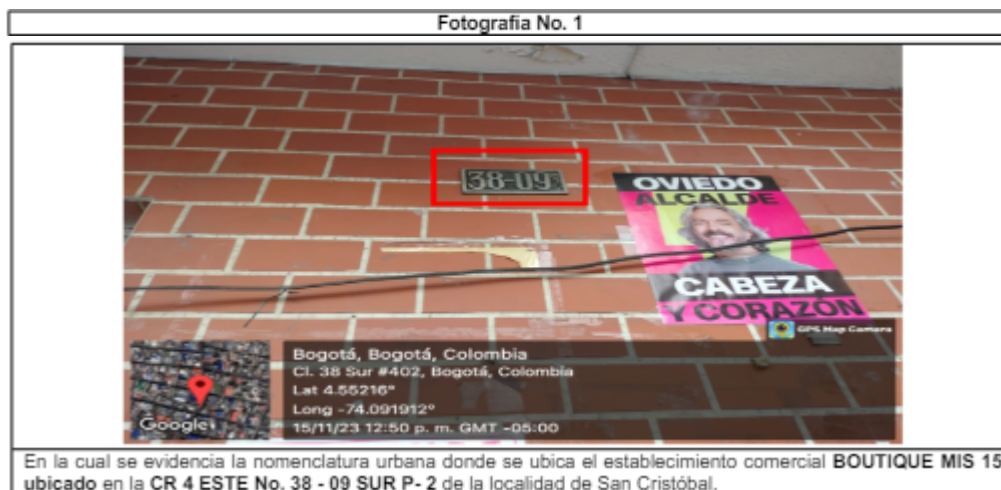 Fotografía No. 1
38-09
OVIEDO
ALCALDE
CABEZA
Y CORAZÓN
GPS Map Camera
Bogotá, Bogotá, Colombia
Cl. 38 Sur #402, Bogotá, Colombia
Lat 4.55216°
Long -74.091912°
15/11/23 12:50 p. m. GMT -05:00
Google
En la cual se evidencia la nomenclatura urbana donde se ubica el establecimiento comercial BOUTIQUE MIS 15
ubicado en la CR 4 ESTE No. 38 - 09 SUR P- 2 de la localidad de San Cristóbal.